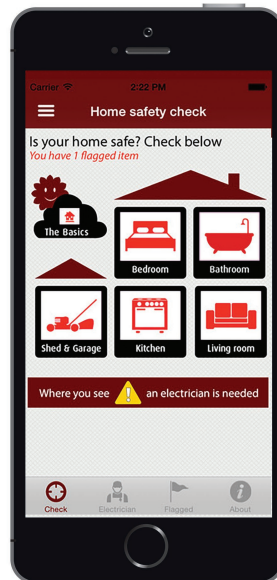 Carrier 2:22 PM
Home safety check
Is your home safe? Check below
You have 1 flagged item
The Basics
Bedroom
Bathroom
Shed & Garage
Kitchen
Living room
Where you see ! an electrician is needed
Check
Electrician
Flagged
About